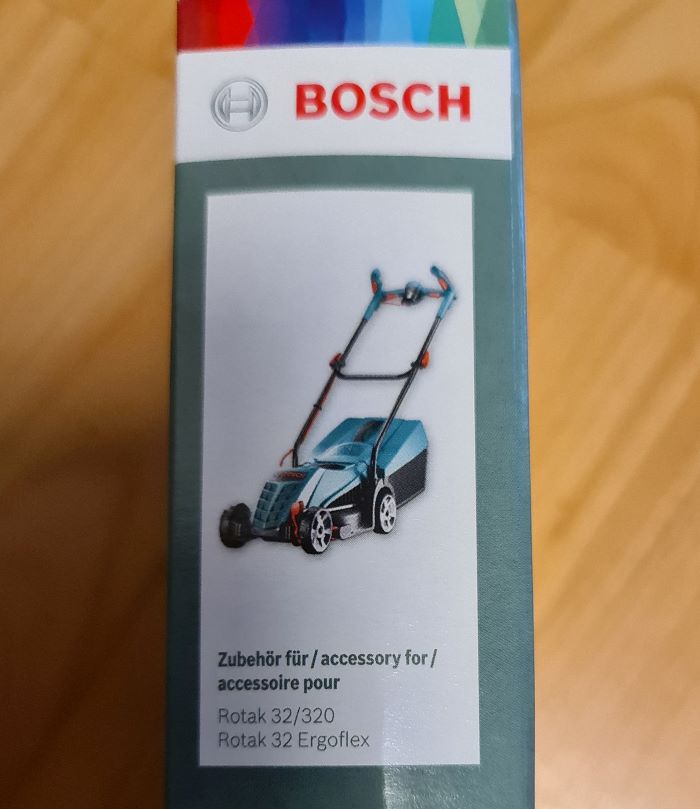 BOSCH
Zubehör für / accessory for /
accessoire pour
Rotak 32/320
Rotak 32 Ergoflex